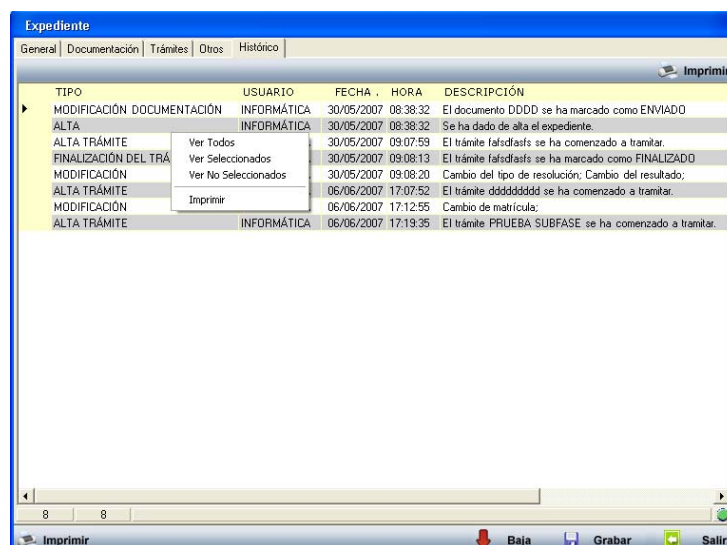 Expediente
General Documentación Trámites Otros Histórico
Imprimir
TIPO USUARIO FECHA . HORA DESCRIPCIÓN
MODIFICACIÓN DOCUMENTACIÓN INFORMÁTICA 30/05/2007 08:38:32 El documento DDDD se ha marcado como ENVIADO
ALTA INFORMÁTICA 30/05/2007 08:38:32 Se ha dado de alta el expediente.
ALTA TRÁMITE 30/05/2007 09:07:59 El trámite fafsdfasfs se ha comenzado a tramitar.
FINALIZACIÓN DEL TRÁ 30/05/2007 09:08:13 El trámite fafsdfasfs se ha marcado como FINALIZADO
MODIFICACIÓN 30/05/2007 09:08:20 Cambio del tipo de resolución; Cambio del resultado;
ALTA TRÁMITE 06/06/2007 17:07:52 El trámite ddddddddd se ha comenzado a tramitar.
MODIFICACIÓN 06/06/2007 17:12:55 Cambio de matrícula;
ALTA TRÁMITE INFORMÁTICA 06/06/2007 17:19:35 El trámite PRUEBA SUBFASE se ha comenzado a tramitar.
Ver Todos
Ver Seleccionados
Ver No Seleccionados
Imprimir
8 8
Imprimir Baja Grabar Salir